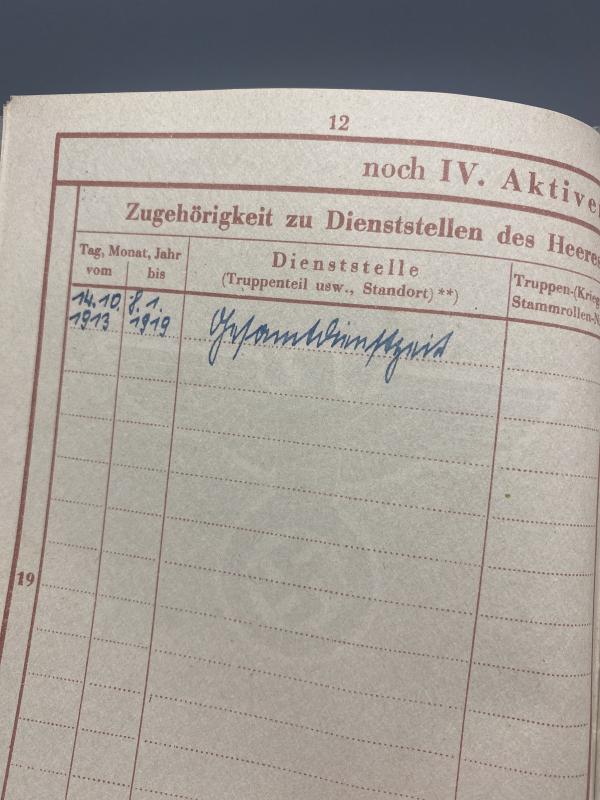 12
noch IV. Aktive
Zugehörigkeit zu Dienststellen des Heere
Tag, Monat, Jahr
vom bis
Dienststelle
(Truppenteil usw., Standort) **)
Truppen-(Krieg
Stammrollen-N
14.10. 8.1.
1913 1919 Gesamtdienstzeit
19